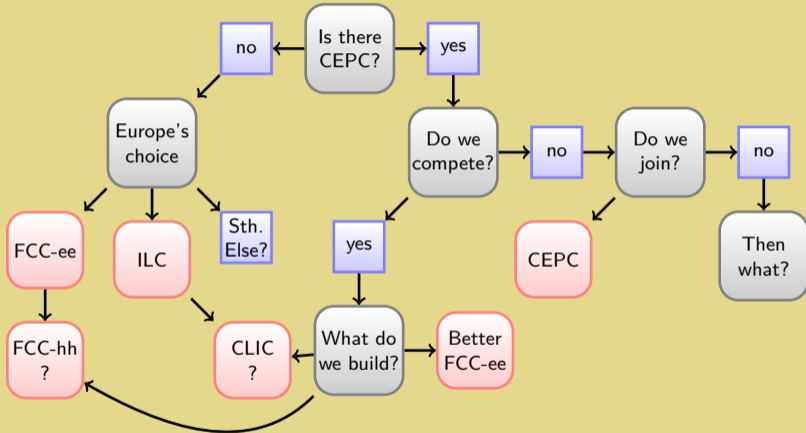 Is there
CEPC?
no
yes
Europe's
choice
Do we
compete?
no
Do we
join?
no
FCC-ee
ILC
Sth.
Else?
yes
CEPC
Then
what?
FCC-hh
?
CLIC
?
What do
we build?
Better
FCC-ee